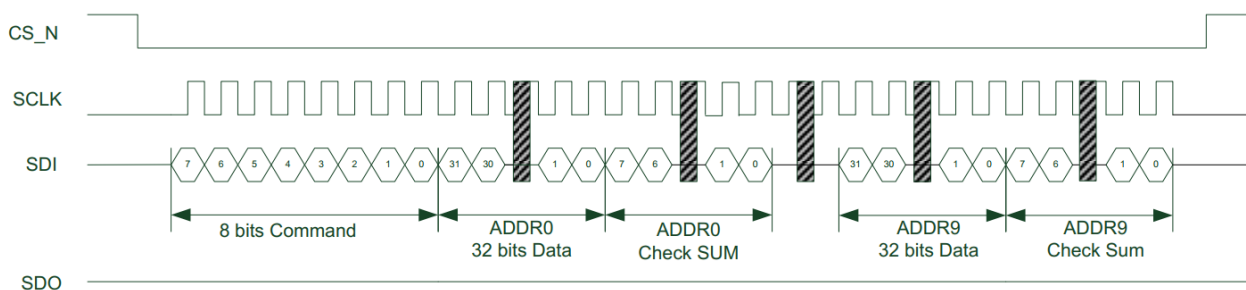 CS_N
SCLK
SDI
7 6 5 4 3 2 1 0 31 30 1 0 7 6 1 0 31 30 1 0 7 6 1 0
8 bits Command
ADDR0
32 bits Data
ADDR0
Check SUM
ADDR9
32 bits Data
ADDR9
Check Sum
SDO